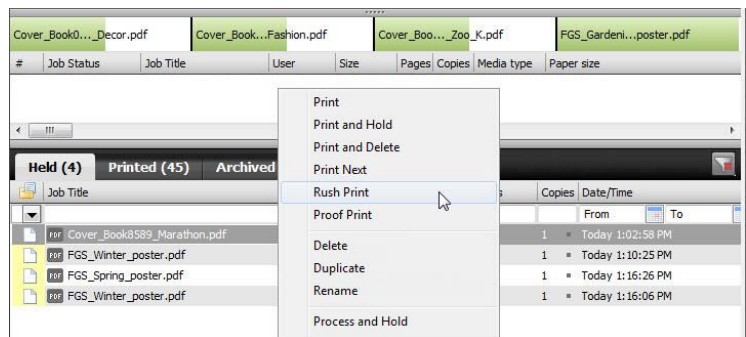 Cover_Book0..._Decor.pdf Cover_Book...Fashion.pdf Cover_Boo..._Zoo_K.pdf FGS_Gardeni...poster.pdf
# Job Status Job Title User Size Pages Copies Media type Paper size
Print
Print and Hold
Print and Delete
Held (4) Printed (45) Archived Print Next
Job Title Rush Print s Copies Date/Time
Proof Print From To
PDF Cover_Book8589_Marathon.pdf 1 Today 1:02:58 PM
Delete
PDF FGS_Winter_poster.pdf 1 Today 1:10:25 PM
Duplicate
PDF FGS_Spring_poster.pdf 1 Today 1:16:26 PM
Rename
PDF FGS_Winter_poster.pdf 1 Today 1:16:06 PM
Process and Hold